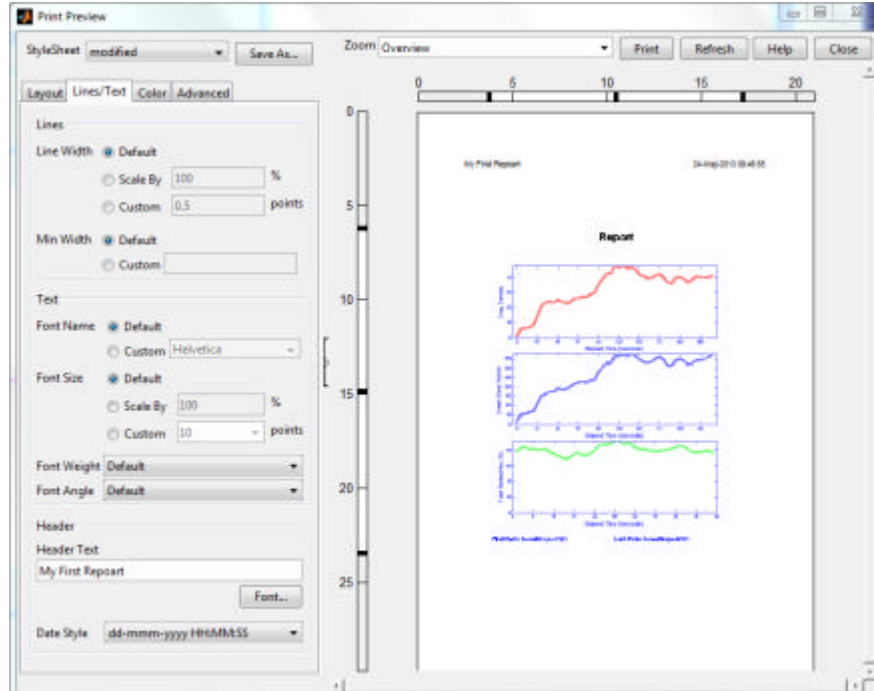 Print Preview
StyleSheet modified Save As... Zoom Overview Print Refresh Help Close
Layout Lines/Text Color Advanced
Lines
Line Width Default
Scale By 100 %
Custom 0.5 points
Min Width Default
Custom
Text
Font Name Default
Custom Helvetica
Font Size Default
Scale By 100 %
Custom 10 points
Font Weight Default
Font Angle Default
Header
Header Text
My First Repoart
Font...
Date Style dd-mmm-yyyy HH:MM:SS
0 5 10 15 20
0
5
10
15
20
25
My First Repoart
Report